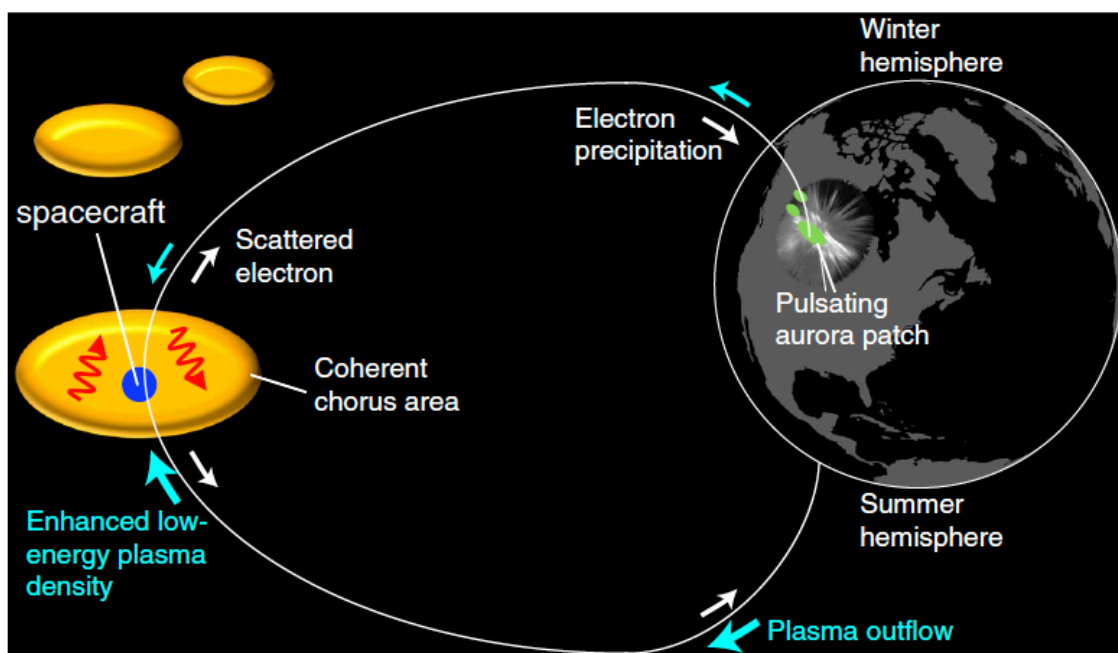 Winter
hemisphere
Electron
precipitation
spacecraft
Scattered
electron
Pulsating
aurora patch
Coherent
chorus area
Summer
hemisphere
Enhanced low-
energy plasma
density
Plasma outflow